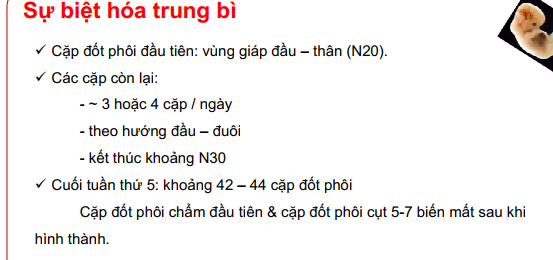 Sự biệt hóa trung bì
✓ Cặp đốt phôi đầu tiên: vùng giáp đầu – thân (N20).
✓ Các cặp còn lại:
- ~ 3 hoặc 4 cặp / ngày
- theo hướng đầu – đuôi
- kết thúc khoảng N30
✓ Cuối tuần thứ 5: khoảng 42 – 44 cặp đốt phôi
Cặp đốt phôi chẩm đầu tiên & cặp đốt phôi cụt 5-7 biến mất sau khi
hình thành.